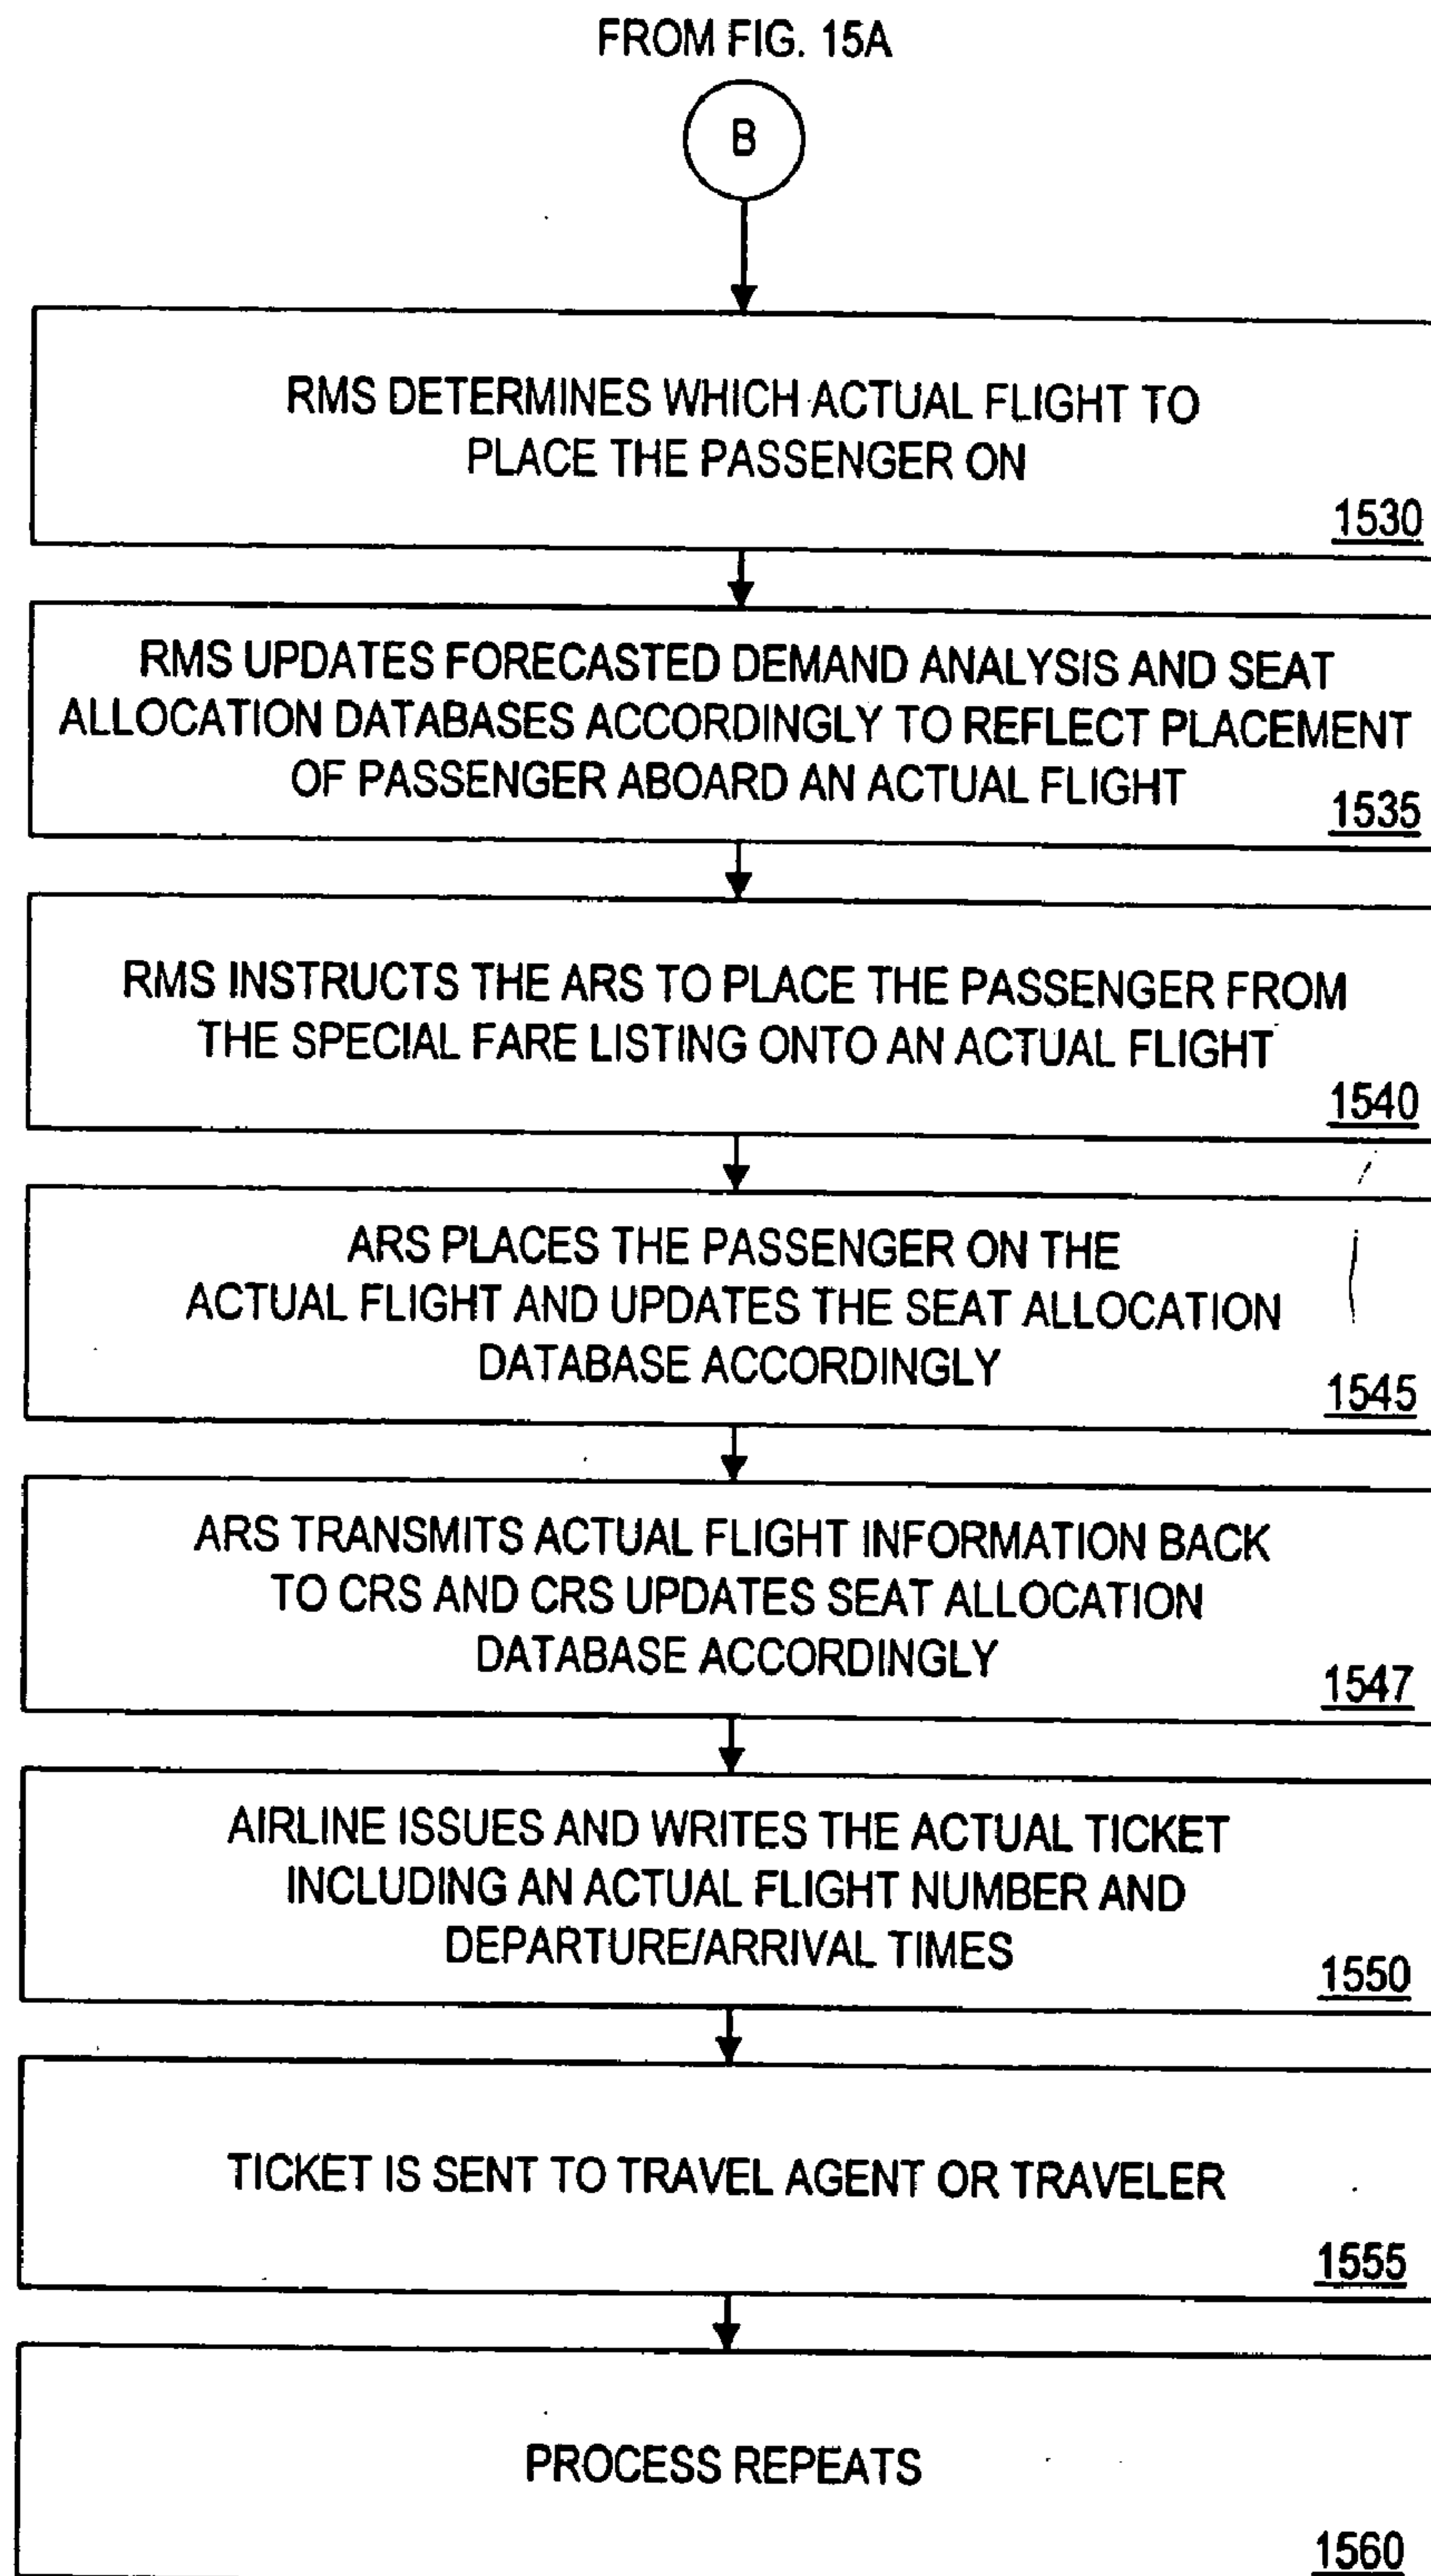 FROM FIG. 15A
B
RMS DETERMINES WHICH ACTUAL FLIGHT TO
PLACE THE PASSENGER ON
1530
RMS UPDATES FORECASTED DEMAND ANALYSIS AND SEAT
ALLOCATION DATABASES ACCORDINGLY TO REFLECT PLACEMENT
OF PASSENGER ABOARD AN ACTUAL FLIGHT
1535
RMS INSTRUCTS THE ARS TO PLACE THE PASSENGER FROM
THE SPECIAL FARE LISTING ONTO AN ACTUAL FLIGHT
1540
ARS PLACES THE PASSENGER ON THE
ACTUAL FLIGHT AND UPDATES THE SEAT ALLOCATION
DATABASE ACCORDINGLY
1545
ARS TRANSMITS ACTUAL FLIGHT INFORMATION BACK
TO CRS AND CRS UPDATES SEAT ALLOCATION
DATABASE ACCORDINGLY
1547
AIRLINE ISSUES AND WRITES THE ACTUAL TICKET
INCLUDING AN ACTUAL FLIGHT NUMBER AND
DEPARTURE/ARRIVAL TIMES
1550
TICKET IS SENT TO TRAVEL AGENT OR TRAVELER
1555
PROCESS REPEATS
1560